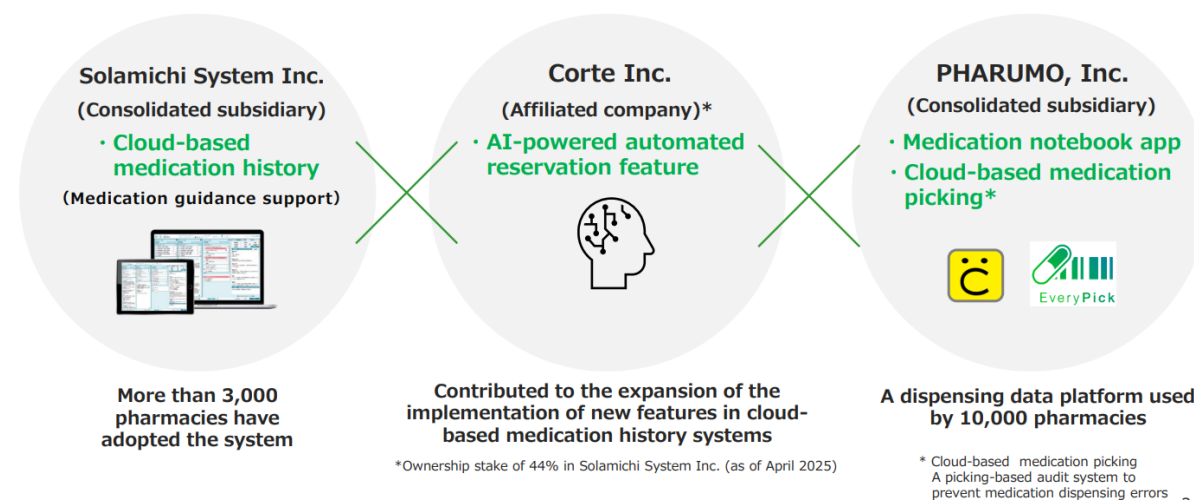 Solamichi System Inc.
(Consolidated subsidiary)
・Cloud-based
medication history
(Medication guidance support)
More than 3,000
pharmacies have
adopted the system
Corte Inc.
(Affiliated company)*
・AI-powered automated
reservation feature
Contributed to the expansion of the
implementation of new features in cloud-
based medication history systems
*Ownership stake of 44% in Solamichi System Inc. (as of April 2025)
PHARUMO, Inc.
(Consolidated subsidiary)
・Medication notebook app
・Cloud-based medication
picking*
EveryPick
A dispensing data platform used
by 10,000 pharmacies
* Cloud-based medication picking
A picking-based audit system to
prevent medication dispensing errors